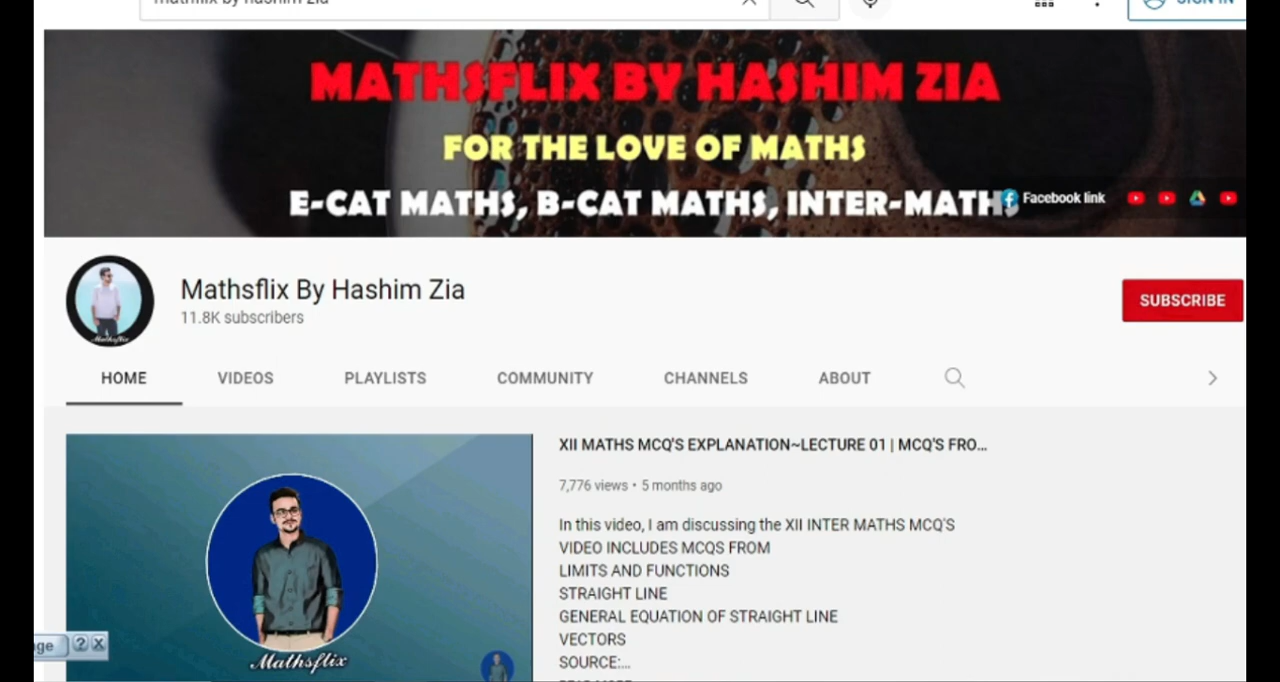 MATHSFLIX BY HASHIM ZIA
FOR THE LOVE OF MATHS
E-CAT MATHS, B-CAT MATHS, INTER-MATHS
Facebook link
Mathsflix By Hashim Zia
11.8K subscribers
SUBSCRIBE
HOME VIDEOS PLAYLISTS COMMUNITY CHANNELS ABOUT
XII MATHS MCQ'S EXPLANATION~LECTURE 01 | MCQ'S FRO...
7,776 views • 5 months ago
In this video, I am discussing the XII INTER MATHS MCQ'S
VIDEO INCLUDES MCQS FROM
LIMITS AND FUNCTIONS
STRAIGHT LINE
GENERAL EQUATION OF STRAIGHT LINE
VECTORS
SOURCE:...
Mathsflix